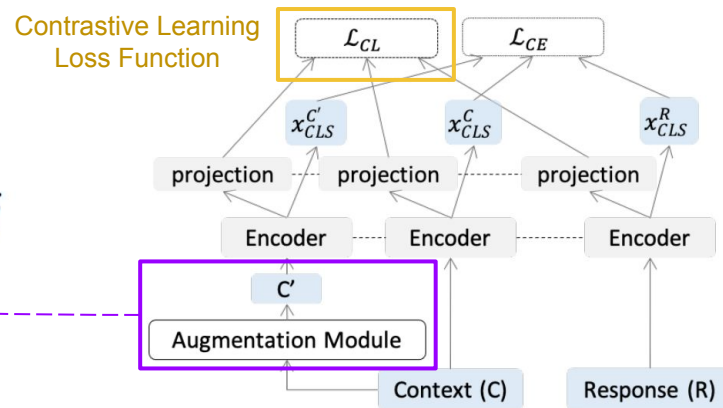 Contrastive Learning
Loss Function
ℒ_CL
ℒ_CE
x_CLS^C'
x_CLS^C
x_CLS^R
projection
projection
projection
Encoder
Encoder
Encoder
C'
Augmentation Module
Context (C)
Response (R)